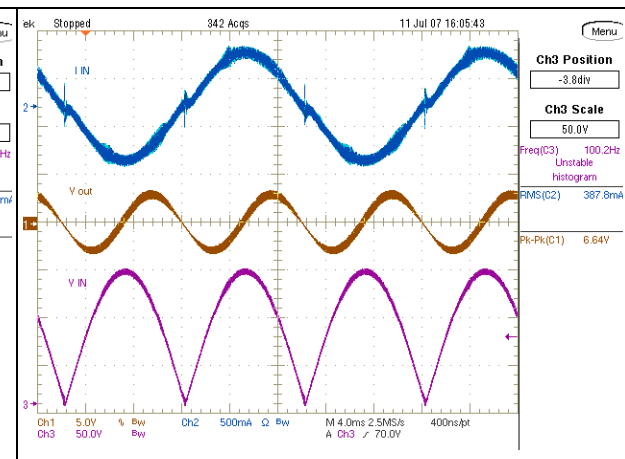 Stopped 342 Acqs 11 Jul 07 16:05:43
Menu
I IN
2
V out
1
V IN
3
Ch3 Position
-3.8div
Ch3 Scale
50.0V
Freq(C3) 100.2Hz
Unstable
histogram
RMS(C2) 387.8mA
Pk-Pk(C1) 6.64V
Ch1 5.0V % Bw Ch2 500mA Ω Bw M 4.0ms 2.5MS/s 400ns/pt
Ch3 50.0V Bw A Ch3 / 70.0V
Hz